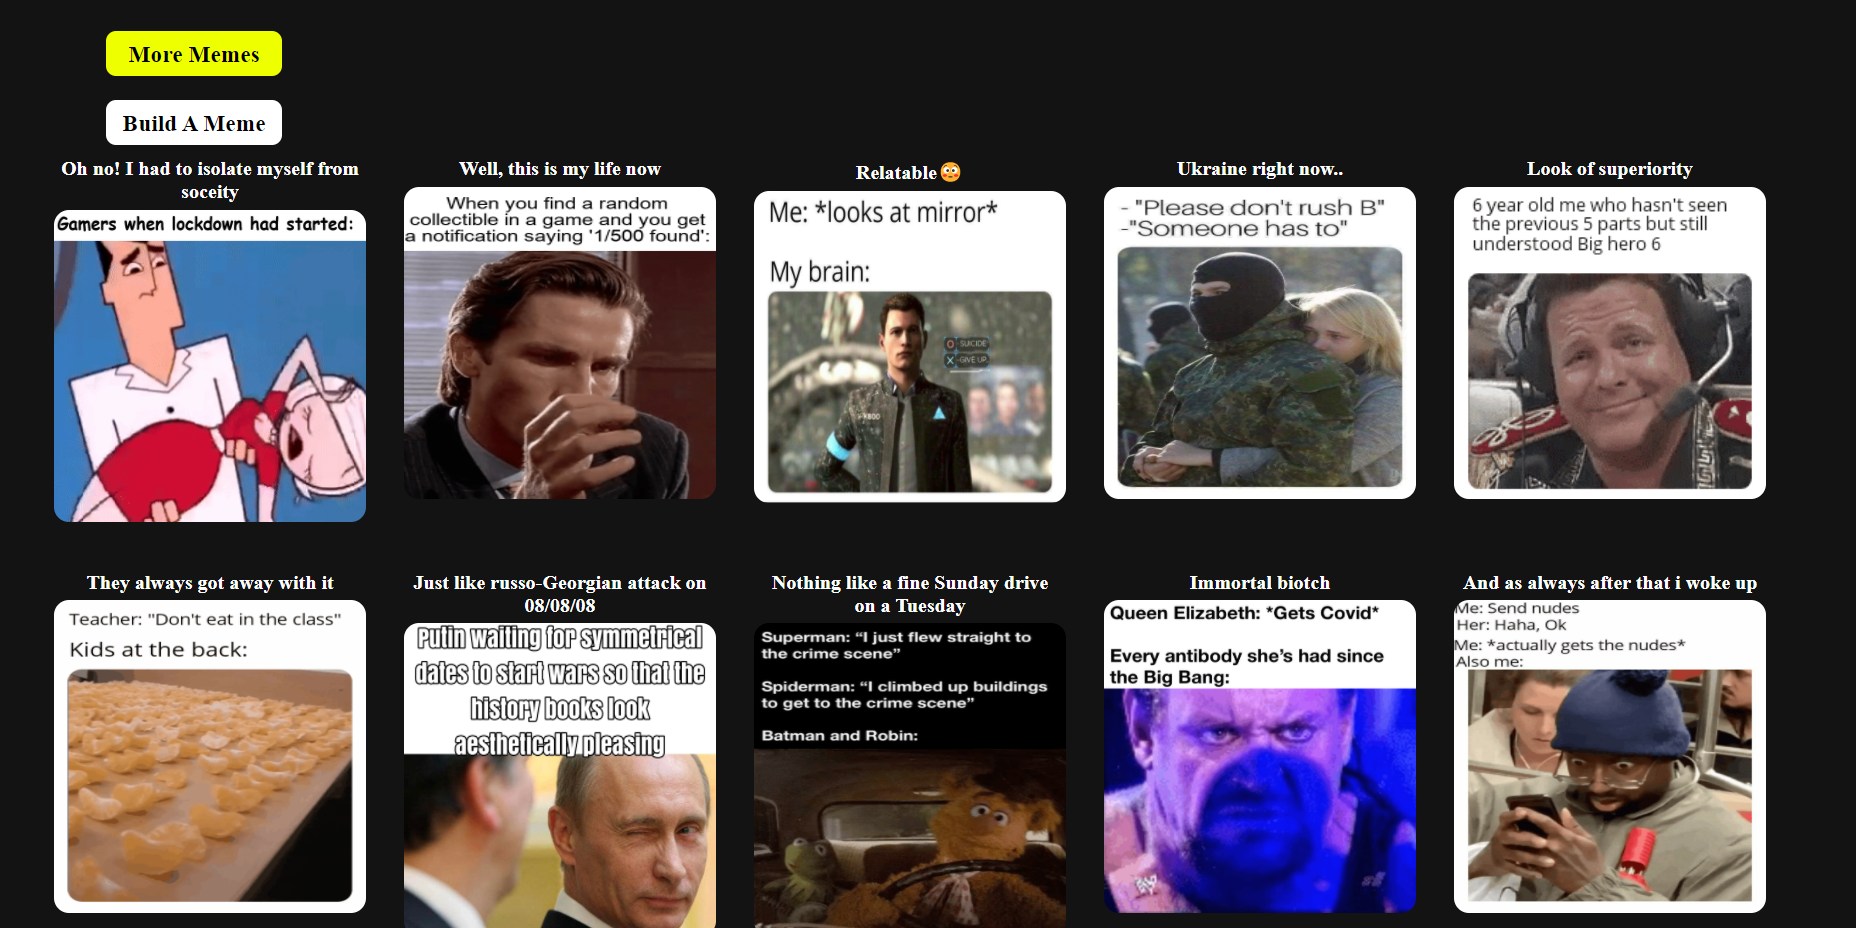 More Memes
Build A Meme
Oh no! I had to isolate myself from
soceity
Gamers when lockdown had started:
Well, this is my life now
When you find a random
collectible in a game and you get
a notification saying '1/500 found':
Relatable😳
Me: *looks at mirror*
My brain:
O SUICIDE
X GIVE UP
Ukraine right now..
- "Please don't rush B"
-"Someone has to"
Look of superiority
6 year old me who hasn't seen
the previous 5 parts but still
understood Big hero 6
They always got away with it
Teacher: "Don't eat in the class"
Kids at the back:
Just like russo-Georgian attack on
08/08/08
Putin waiting for symmetrical
dates to start wars so that the
history books look
aesthetically pleasing
Nothing like a fine Sunday drive
on a Tuesday
Superman: “I just flew straight to
the crime scene”
Spiderman: “I climbed up buildings
to get to the crime scene”
Batman and Robin:
Immortal biotch
Queen Elizabeth: *Gets Covid*
Every antibody she’s had since
the Big Bang:
And as always after that i woke up
Me: Send nudes
Her: Haha, Ok
Me: *actually gets the nudes*
Also me: